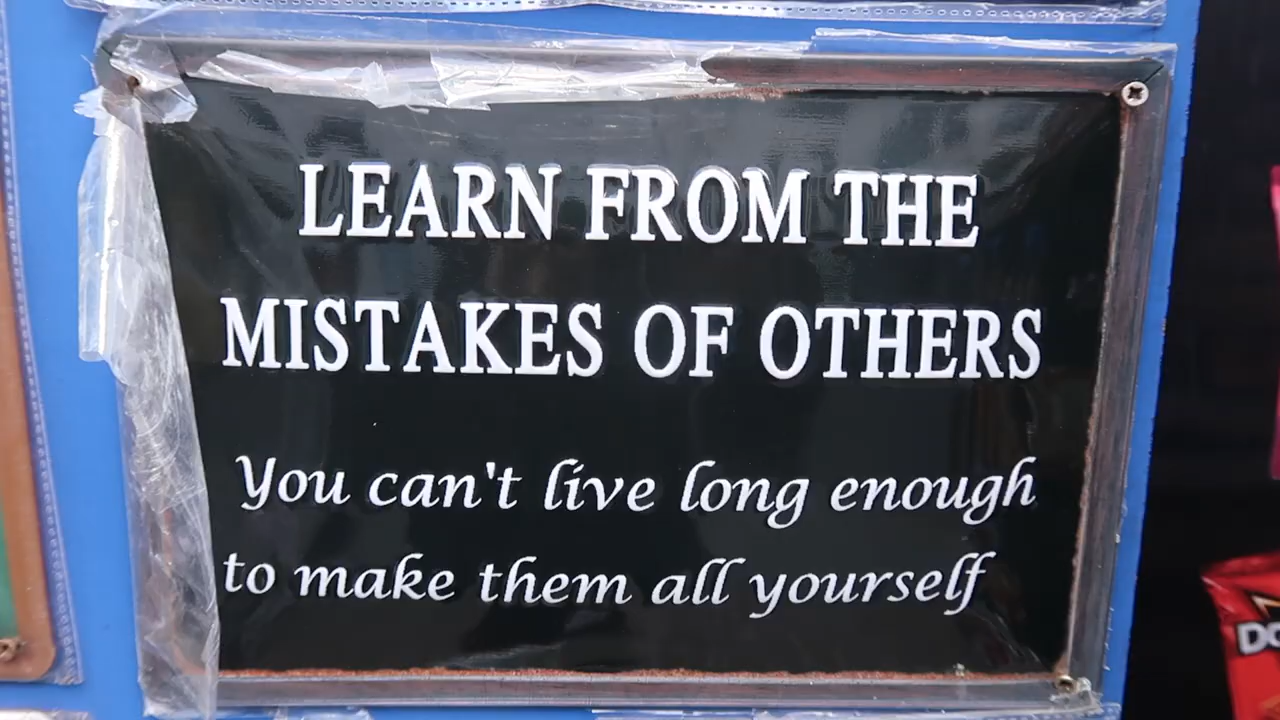 LEARN FROM THE
MISTAKES OF OTHERS
You can't live long enough
to make them all yourself